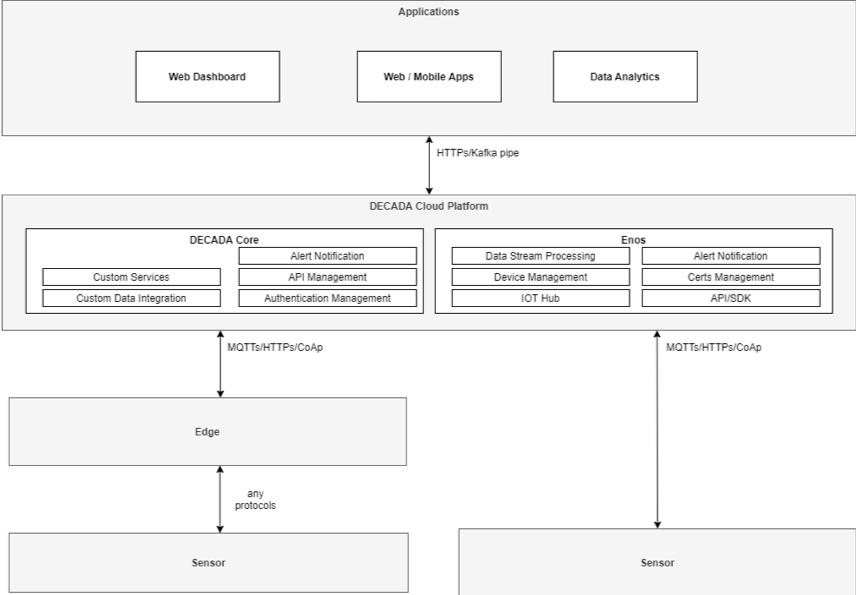 Applications
Web Dashboard
Web / Mobile Apps
Data Analytics
HTTPs/Kafka pipe
DECADA Cloud Platform
DECADA Core
Alert Notification
Custom Services
API Management
Custom Data Integration
Authentication Management
Enos
Data Stream Processing
Alert Notification
Device Management
Certs Management
IOT Hub
API/SDK
MQTTs/HTTPs/CoAp
MQTTs/HTTPs/CoAp
Edge
any
protocols
Sensor
Sensor